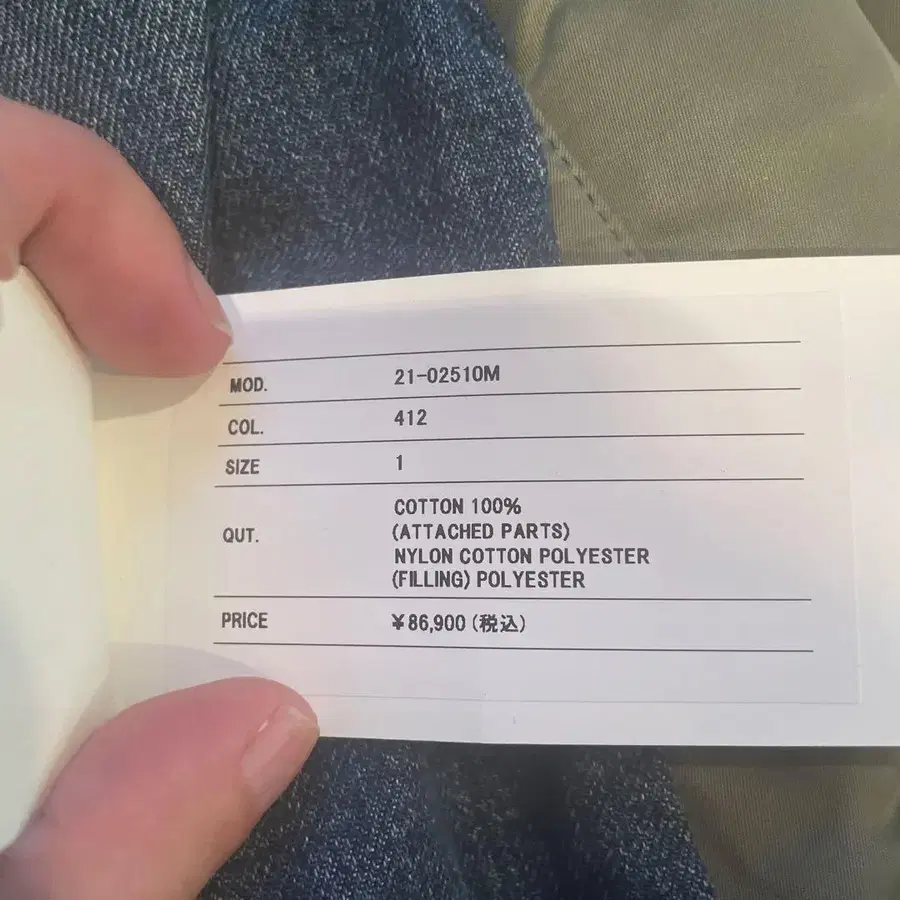 MOD. 21-02510M
COL. 412
SIZE 1
QUT. COTTON 100%
(ATTACHED PARTS)
NYLON COTTON POLYESTER
(FILLING) POLYESTER
PRICE ¥86,900 (税込)